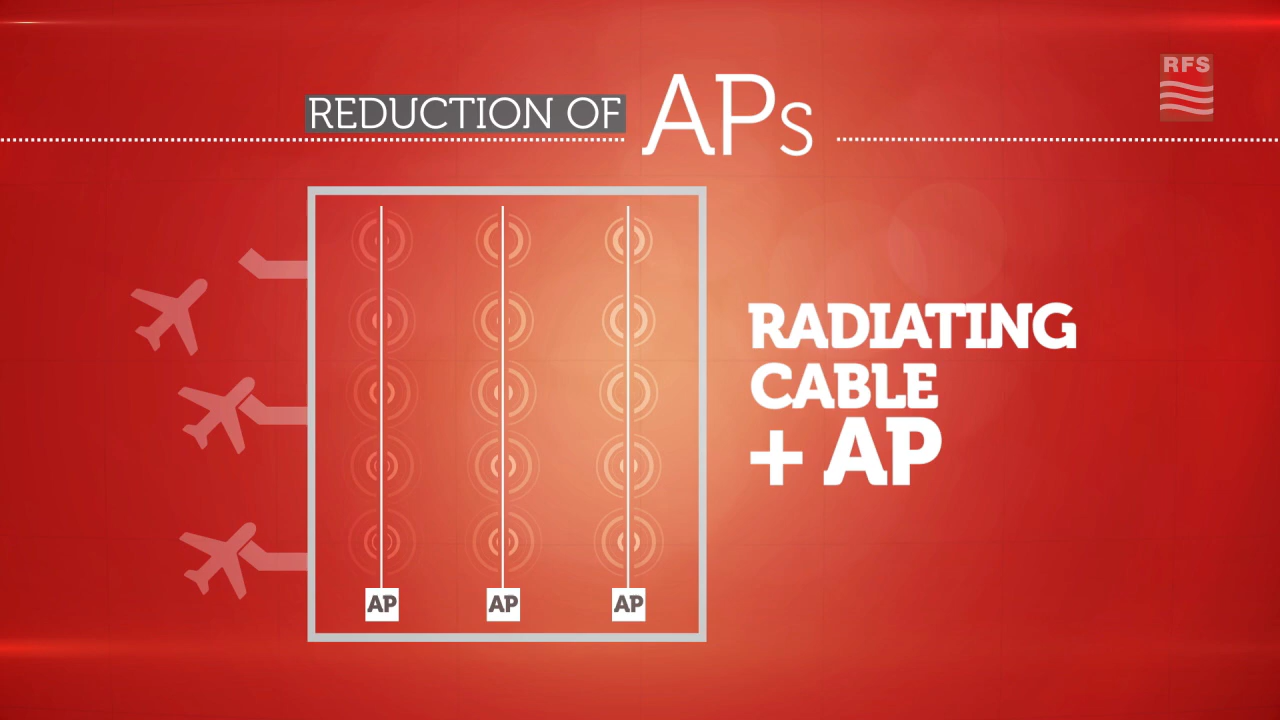 RFS
REDUCTION OF APs
RADIATING
CABLE
+ AP
AP AP AP